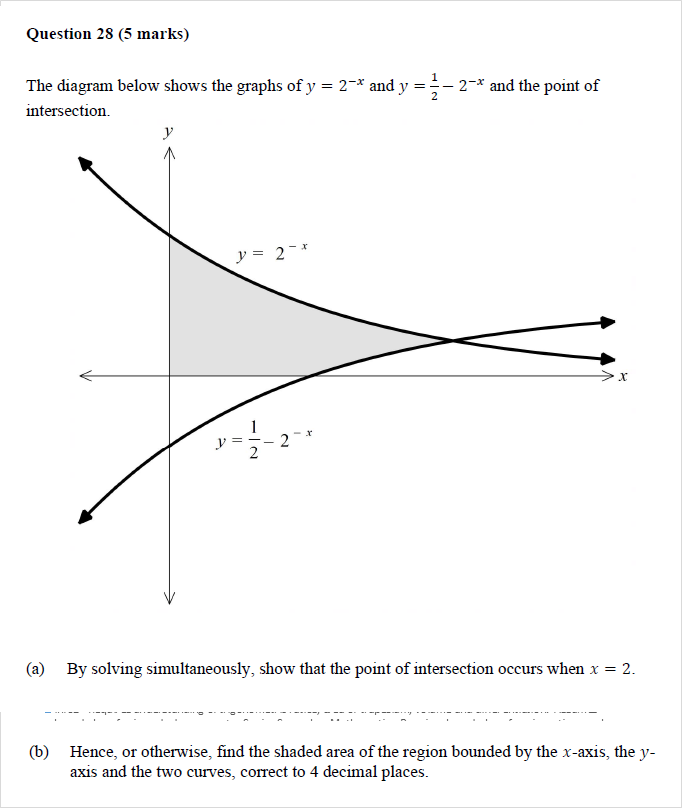 Question 28 (5 marks)
The diagram below shows the graphs of y = 2⁻ˣ and y = 1/2 − 2⁻ˣ and the point of
intersection.
y
y = 2⁻ˣ
x
y = 1/2 − 2⁻ˣ
(a) By solving simultaneously, show that the point of intersection occurs when x = 2.
(b) Hence, or otherwise, find the shaded area of the region bounded by the x-axis, the y-
axis and the two curves, correct to 4 decimal places.